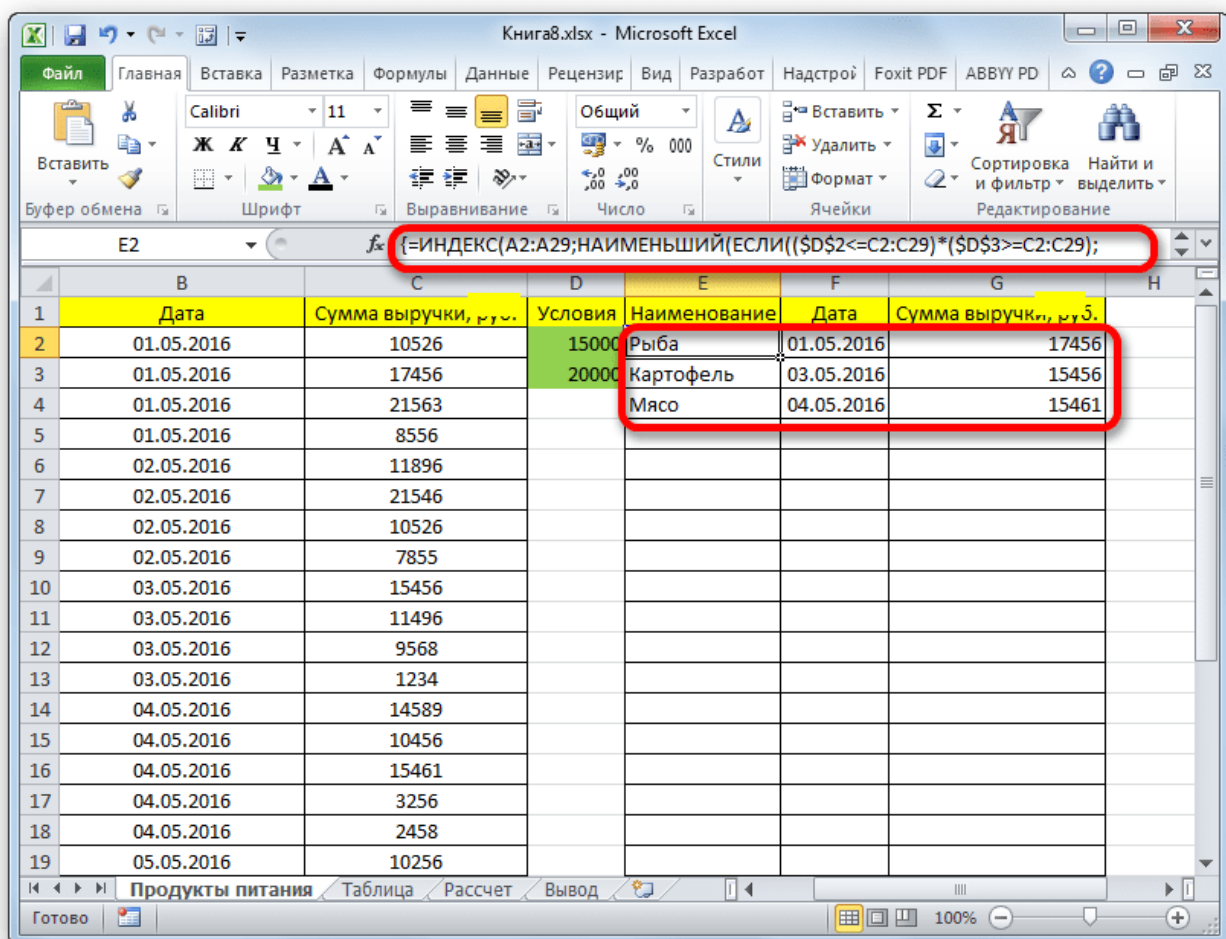 Книга8.xlsx - Microsoft Excel
Файл Главная Вставка Разметка Формулы Данные Рецензир Вид Разработ Надстрой Foxit PDF ABBYY PD
Вставить Calibri 11 Общий Стили Вставить Σ Сортировка и фильтр Найти и выделить
Ж К Ч A A % 000 Удалить
A ,0 ,00 ,00 ,0 Формат
Буфер обмена Шрифт Выравнивание Число Ячейки Редактирование
E2 fx {=ИНДЕКС(A2:A29;НАИМЕНЬШИЙ(ЕСЛИ(($D$2<=C2:C29)*($D$3>=C2:C29);
B C D E F G H
1 Дата Сумма выручки, руб. Условия Наименование Дата Сумма выручки, руб.
2 01.05.2016 10526 15000 Рыба 01.05.2016 17456
3 01.05.2016 17456 20000 Картофель 03.05.2016 15456
4 01.05.2016 21563 Мясо 04.05.2016 15461
5 01.05.2016 8556
6 02.05.2016 11896
7 02.05.2016 21546
8 02.05.2016 10526
9 02.05.2016 7855
10 03.05.2016 15456
11 03.05.2016 11496
12 03.05.2016 9568
13 03.05.2016 1234
14 04.05.2016 14589
15 04.05.2016 10456
16 04.05.2016 15461
17 04.05.2016 3256
18 04.05.2016 2458
19 05.05.2016 10256
Продукты питания Таблица Рассчет Вывод
Готово 100%